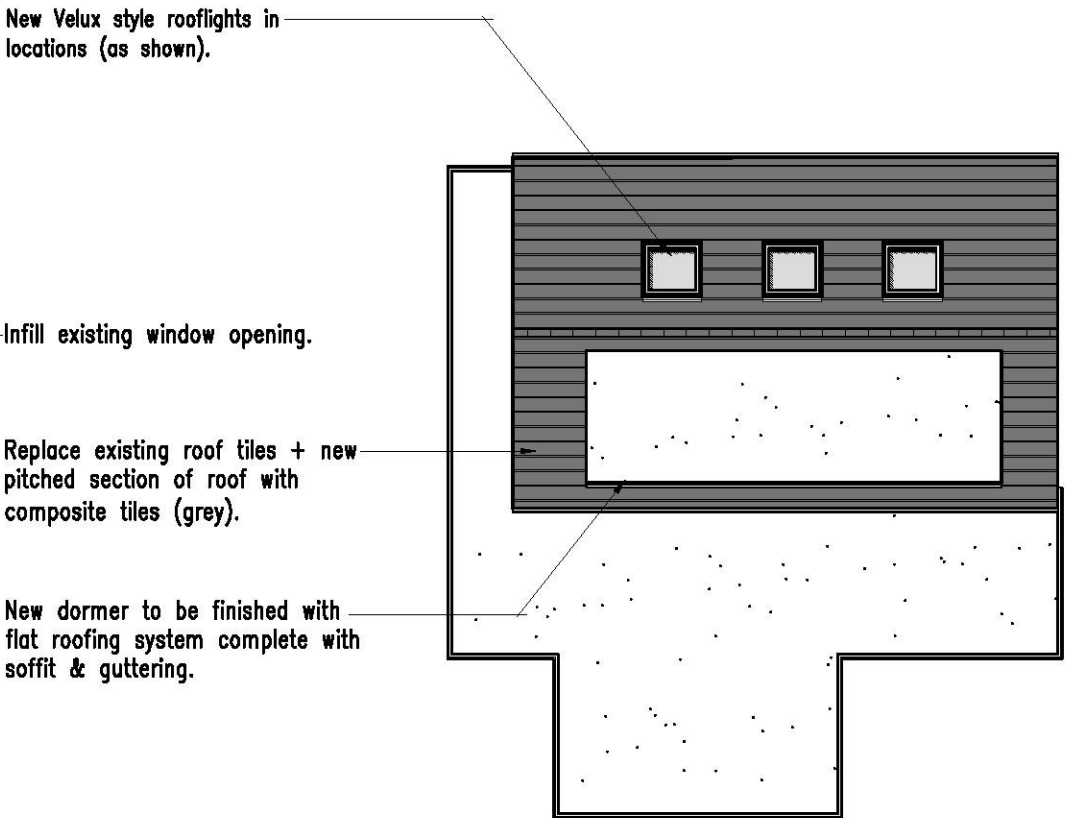 New Velux style rooflights in
locations (as shown).
Infill existing window opening.
Replace existing roof tiles + new
pitched section of roof with
composite tiles (grey).
New dormer to be finished with
flat roofing system complete with
soffit & guttering.